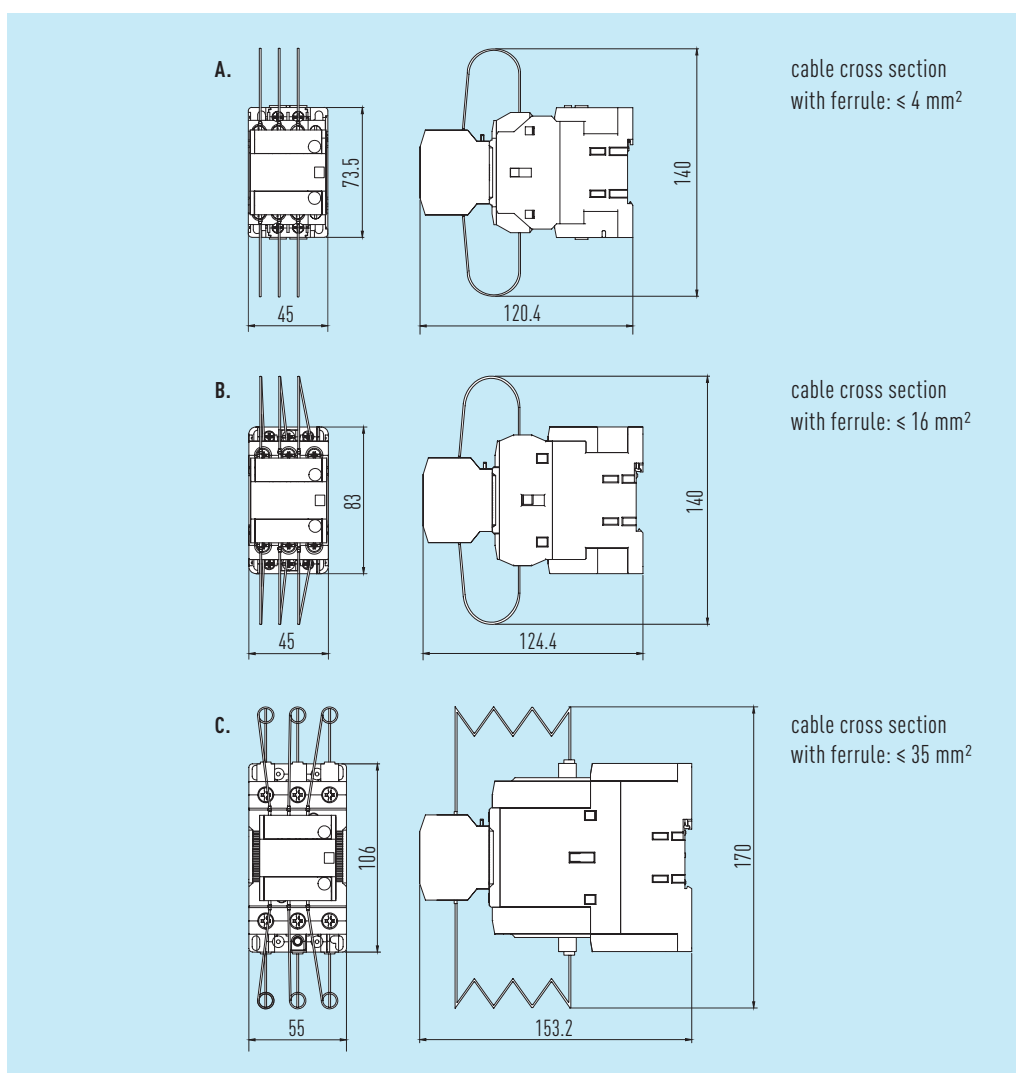 A.
cable cross section
with ferrule: ≤ 4 mm²
73.5
140
45
120.4
B.
cable cross section
with ferrule: ≤ 16 mm²
83
140
45
124.4
C.
cable cross section
with ferrule: ≤ 35 mm²
106
170
55
153.2